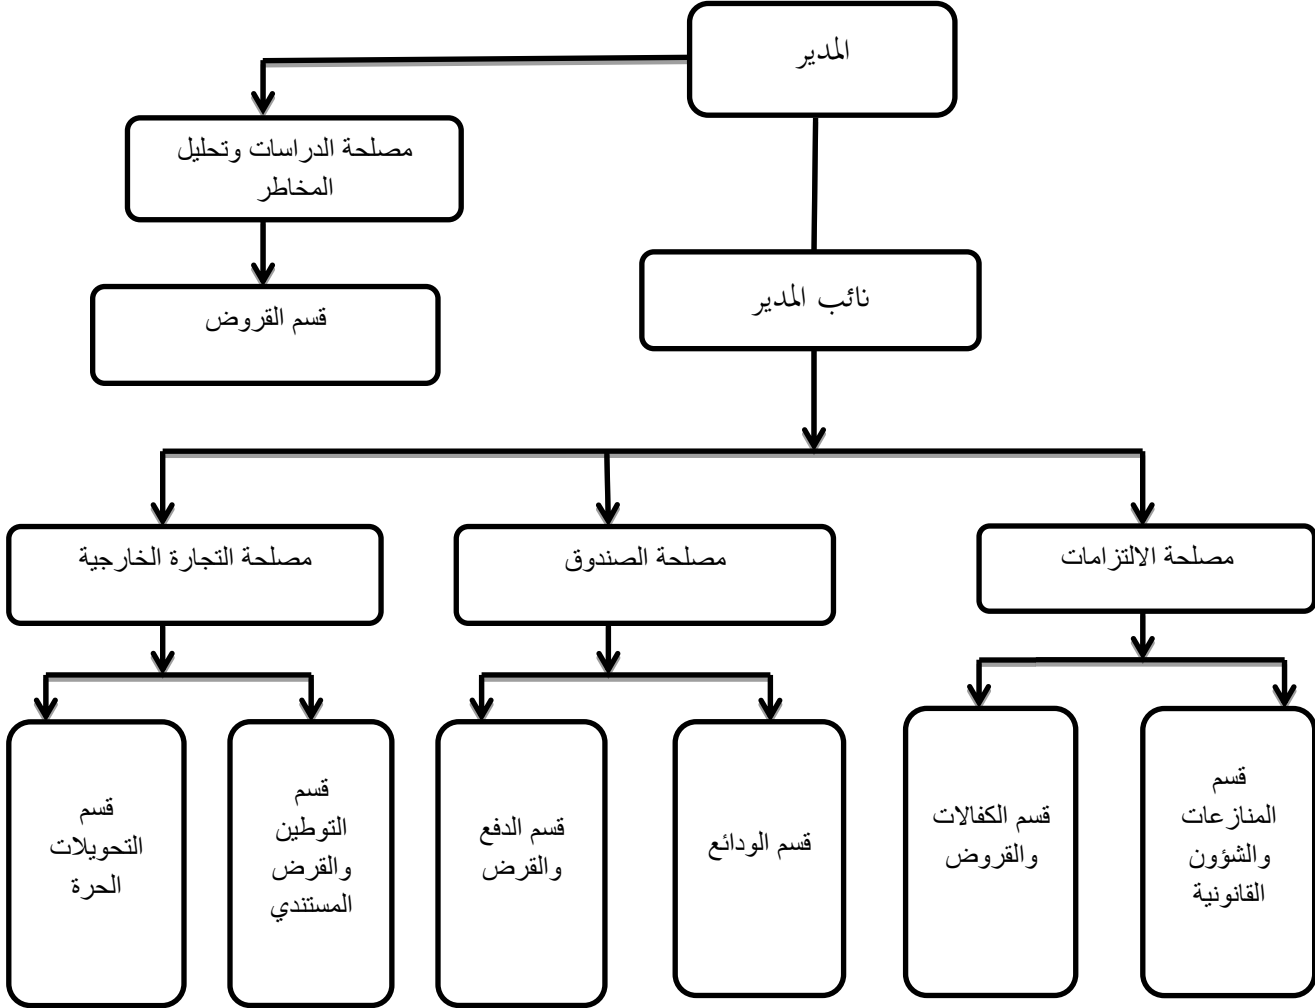 المدير
مصلحة الدراسات وتحليل
المخاطر
نائب المدير
قسم القروض
مصلحة الالتزامات
مصلحة الصندوق
مصلحة التجارة الخارجية
قسم
المنازعات
والشؤون
القانونية
قسم الكفالات
والقروض
قسم الودائع
قسم الدفع
والقرض
قسم
التوطين
والقرض
المستندي
قسم
التحويلات
الحرة